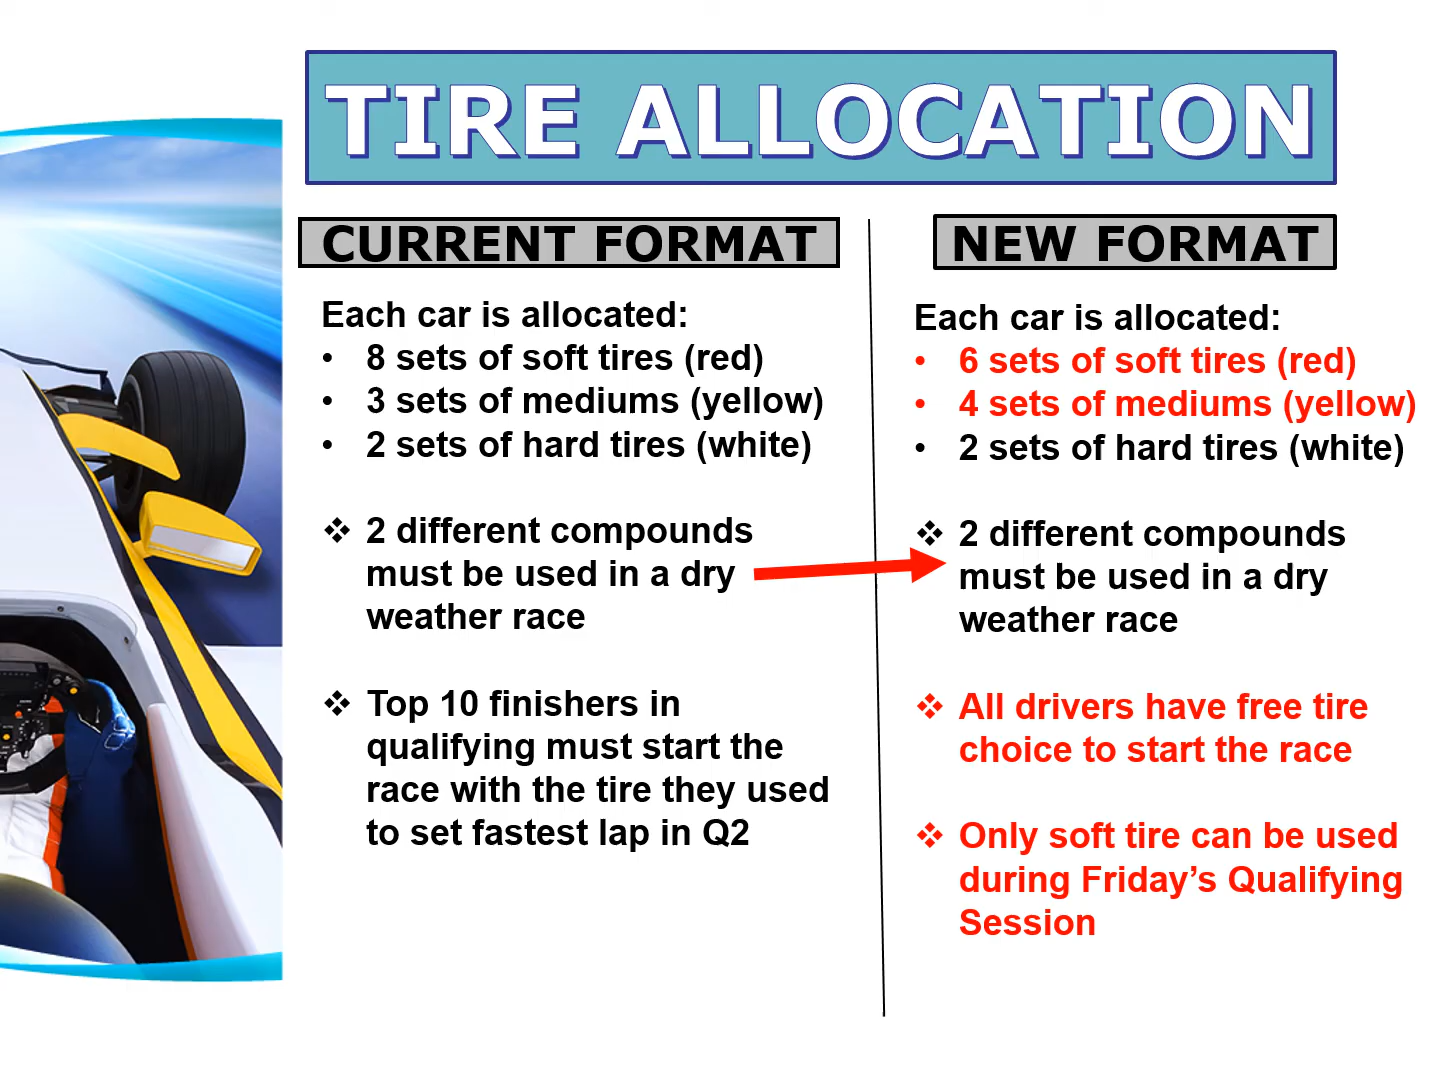 TIRE ALLOCATION
CURRENT FORMAT
Each car is allocated:
• 8 sets of soft tires (red)
• 3 sets of mediums (yellow)
• 2 sets of hard tires (white)
❖ 2 different compounds
must be used in a dry
weather race
❖ Top 10 finishers in
qualifying must start the
race with the tire they used
to set fastest lap in Q2
NEW FORMAT
Each car is allocated:
• 6 sets of soft tires (red)
• 4 sets of mediums (yellow)
• 2 sets of hard tires (white)
❖ 2 different compounds
must be used in a dry
weather race
❖ All drivers have free tire
choice to start the race
❖ Only soft tire can be used
during Friday’s Qualifying
Session